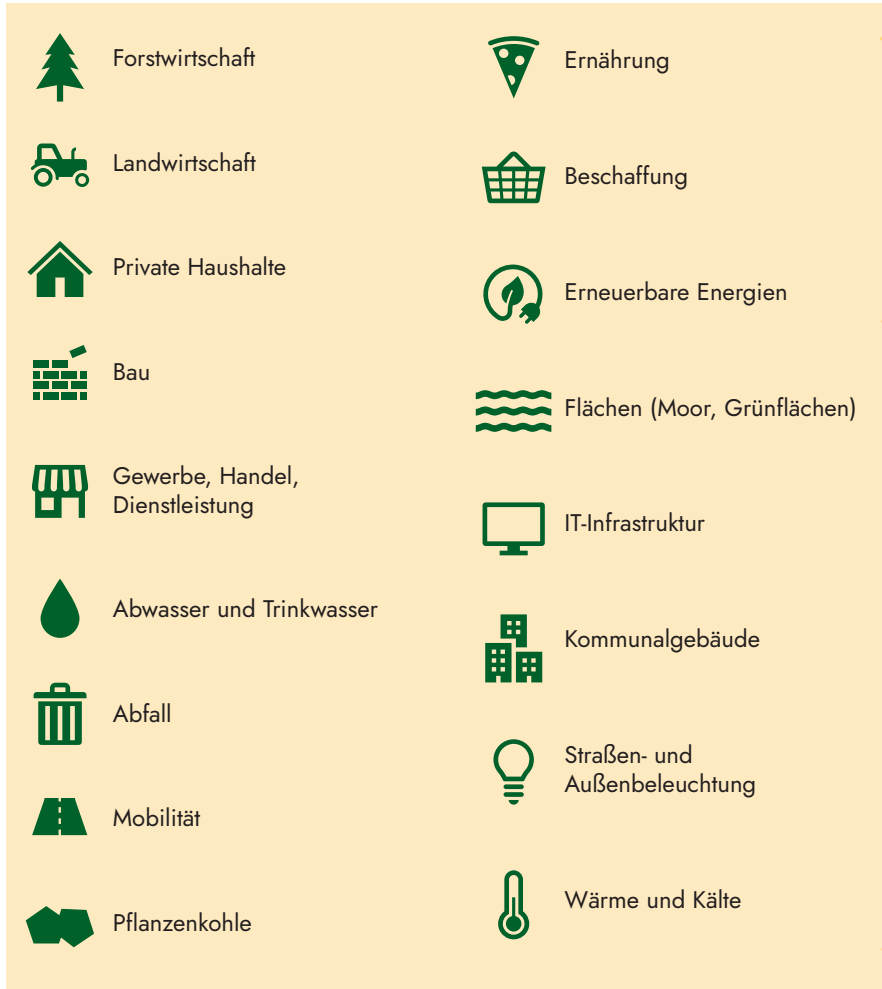 Forstwirtschaft
Landwirtschaft
Private Haushalte
Bau
Gewerbe, Handel,
Dienstleistung
Abwasser und Trinkwasser
Abfall
Mobilität
Pflanzenkohle
Ernährung
Beschaffung
Erneuerbare Energien
Flächen (Moor, Grünflächen)
IT-Infrastruktur
Kommunalgebäude
Straßen- und
Außenbeleuchtung
Wärme und Kälte